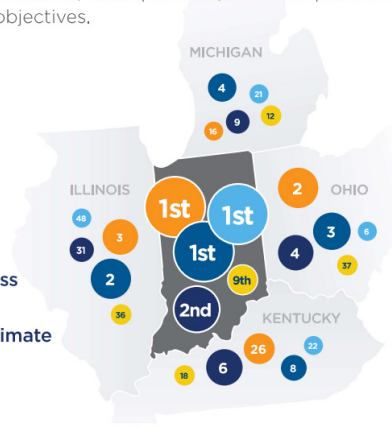 objectives.
MICHIGAN
4
21
16
9
12
ILLINOIS
48
3
31
2
36
1st
1st
1st
9th
2nd
OHIO
2
3
6
4
37
KENTUCKY
26
22
6
8
18
ss
imate